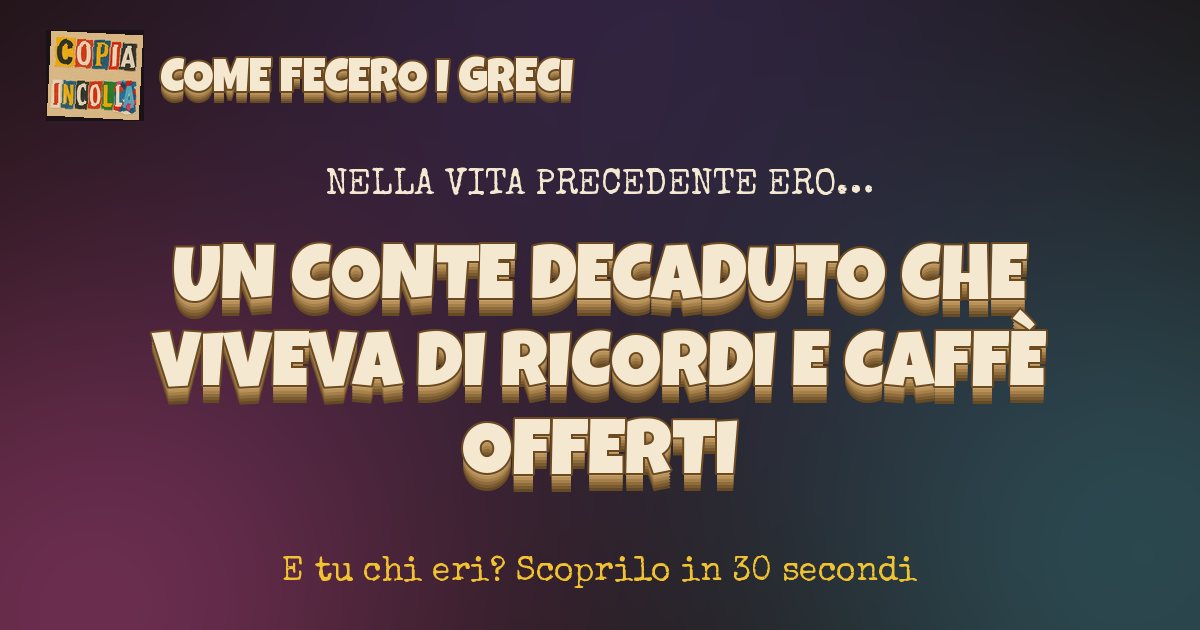 COPIA
INCOLLA
COME FECERO I GRECI
NELLA VITA PRECEDENTE ERO...
UN CONTE DECADUTO CHE
VIVEVA DI RICORDI E CAFFÈ
OFFERTI
E tu chi eri? Scoprilo in 30 secondi